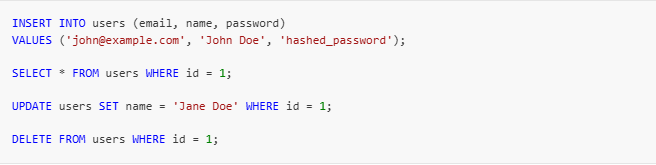 INSERT INTO users (email, name, password)
VALUES ('john@example.com', 'John Doe', 'hashed_password');
SELECT * FROM users WHERE id = 1;
UPDATE users SET name = 'Jane Doe' WHERE id = 1;
DELETE FROM users WHERE id = 1;